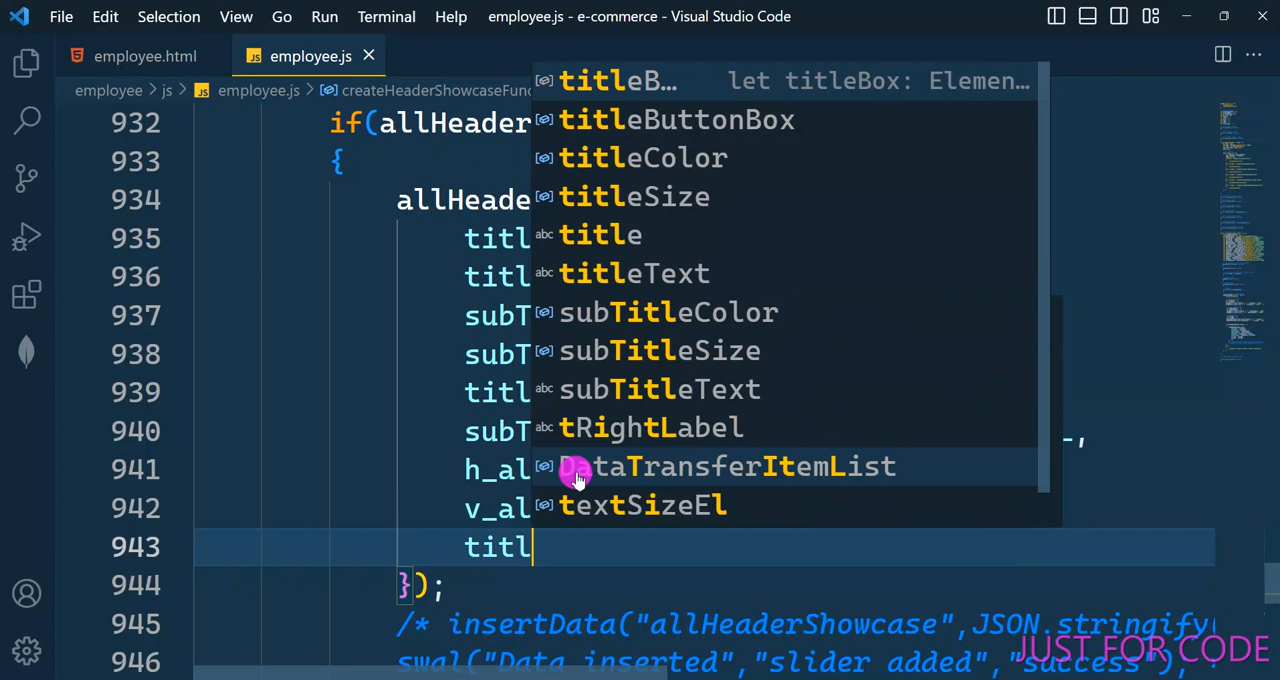 File Edit Selection View Go Run Terminal Help employee.js - e-commerce - Visual Studio Code
employee.html JS employee.js
employee > js > JS employee.js > createHeaderShowcaseFunc
titleB… let titleBox: Elemen…
932 if(allHeader titleButtonBox
933 { titleColor
934 allHeade titleSize
935 titl title
936 titl titleText
937 subT subTitleColor
938 subT subTitleSize
939 titl subTitleText
940 subT tRightLabel
941 h_al DataTransferItemList
942 v_al textSizeEl
943 titl
944 });
945 /* insertData("allHeaderShowcase",JSON.stringify(
946 swal("Data inserted","slider added","success");
JUST FOR CODE